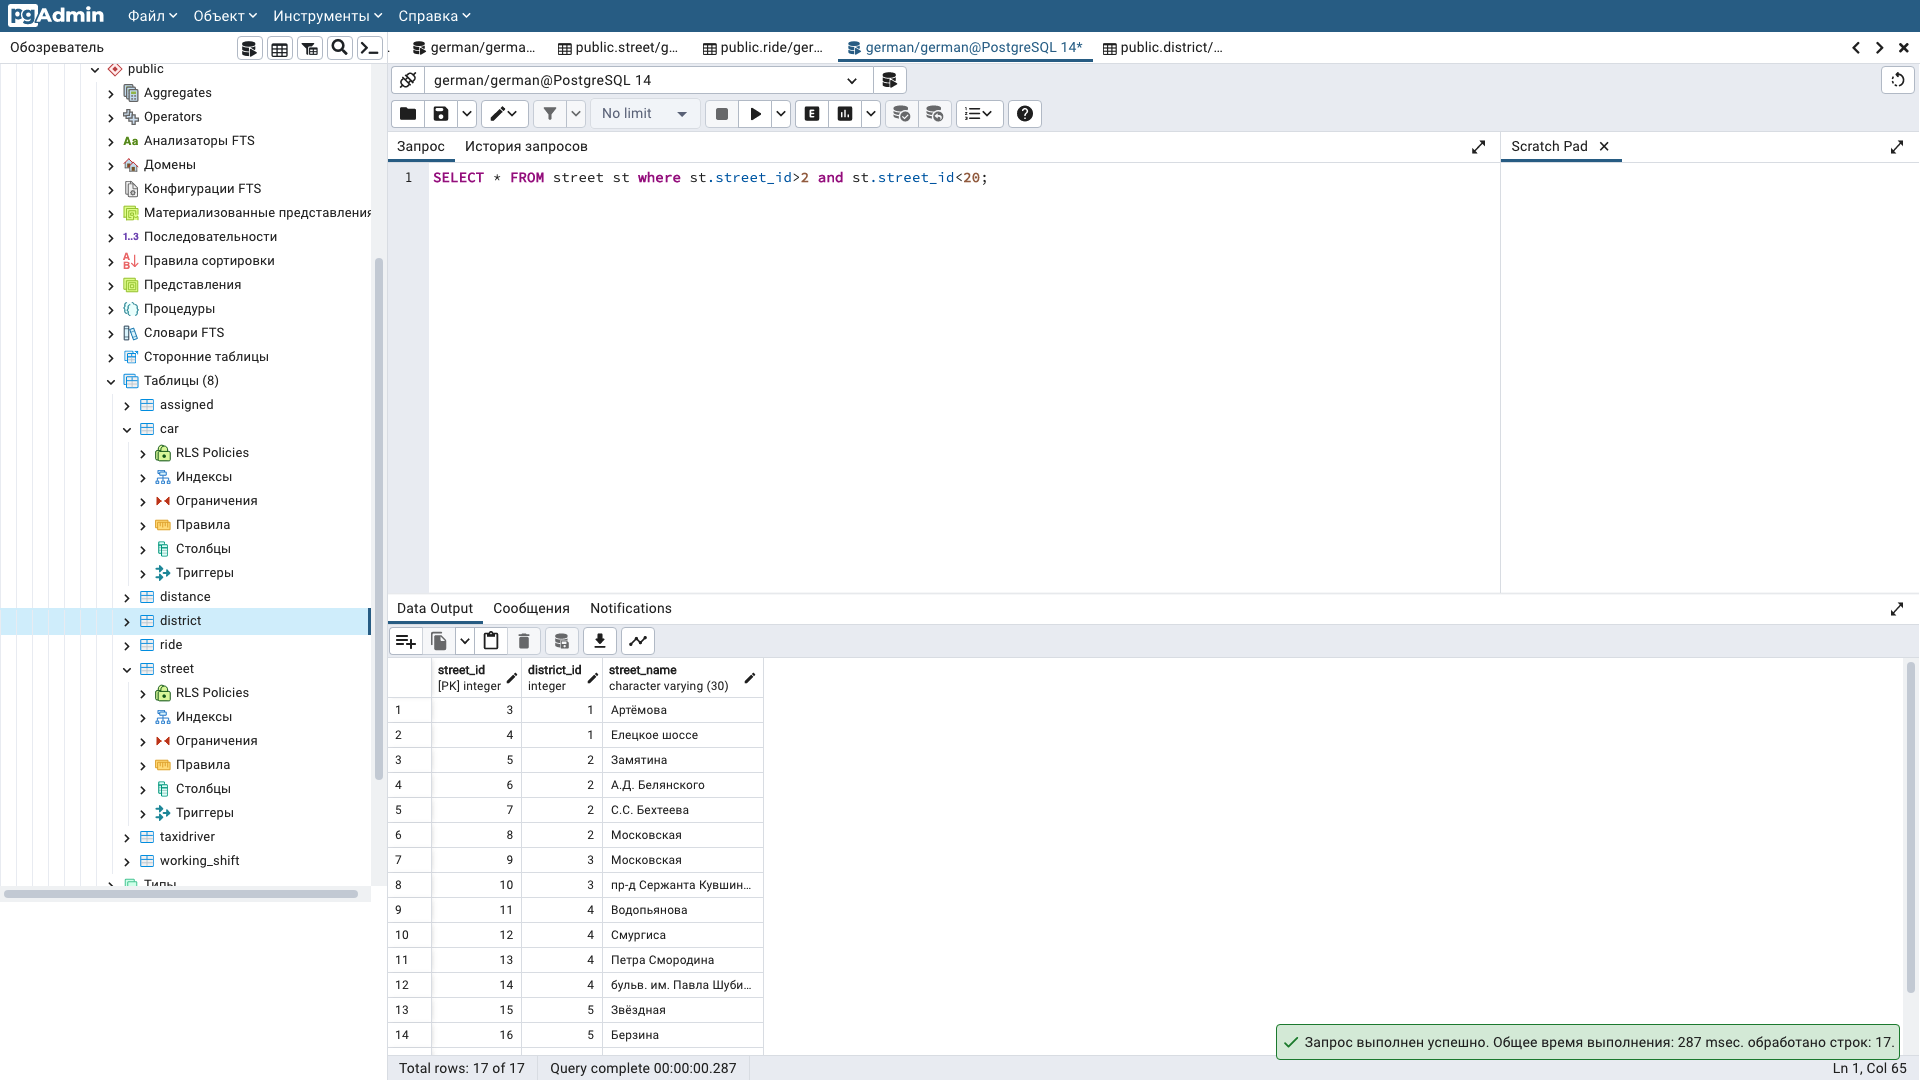 pgAdmin
Файл Объект Инструменты Справка
Обозреватель
german/germa...
public.street/g...
public.ride/ger...
german/german@PostgreSQL 14*
public.district/...
german/german@PostgreSQL 14
No limit
E
Запрос
История запросов
Scratch Pad
1 SELECT * FROM street st where st.street_id>2 and st.street_id<20;
public
Aggregates
Operators
Aa Анализаторы FTS
Домены
Конфигурации FTS
Материализованные представления
1..3 Последовательности
Правила сортировки
Представления
Процедуры
Словари FTS
Сторонние таблицы
Таблицы (8)
assigned
car
RLS Policies
Индексы
Ограничения
Правила
Столбцы
Триггеры
distance
district
ride
street
RLS Policies
Индексы
Ограничения
Правила
Столбцы
Триггеры
taxidriver
working_shift
Типы
Data Output
Сообщения
Notifications
street_id
[PK] integer
district_id
integer
street_name
character varying (30)
1 3 1 Артёмова
2 4 1 Елецкое шоссе
3 5 2 Замятина
4 6 2 А.Д. Белянского
5 7 2 С.С. Бехтеева
6 8 2 Московская
7 9 3 Московская
8 10 3 пр-д Сержанта Кувшин...
9 11 4 Водопьянова
10 12 4 Смургиса
11 13 4 Петра Смородина
12 14 4 бульв. им. Павла Шуби...
13 15 5 Звёздная
14 16 5 Берзина
Запрос выполнен успешно. Общее время выполнения: 287 msec. обработано строк: 17.
Total rows: 17 of 17
Query complete 00:00:00.287
Ln 1, Col 65